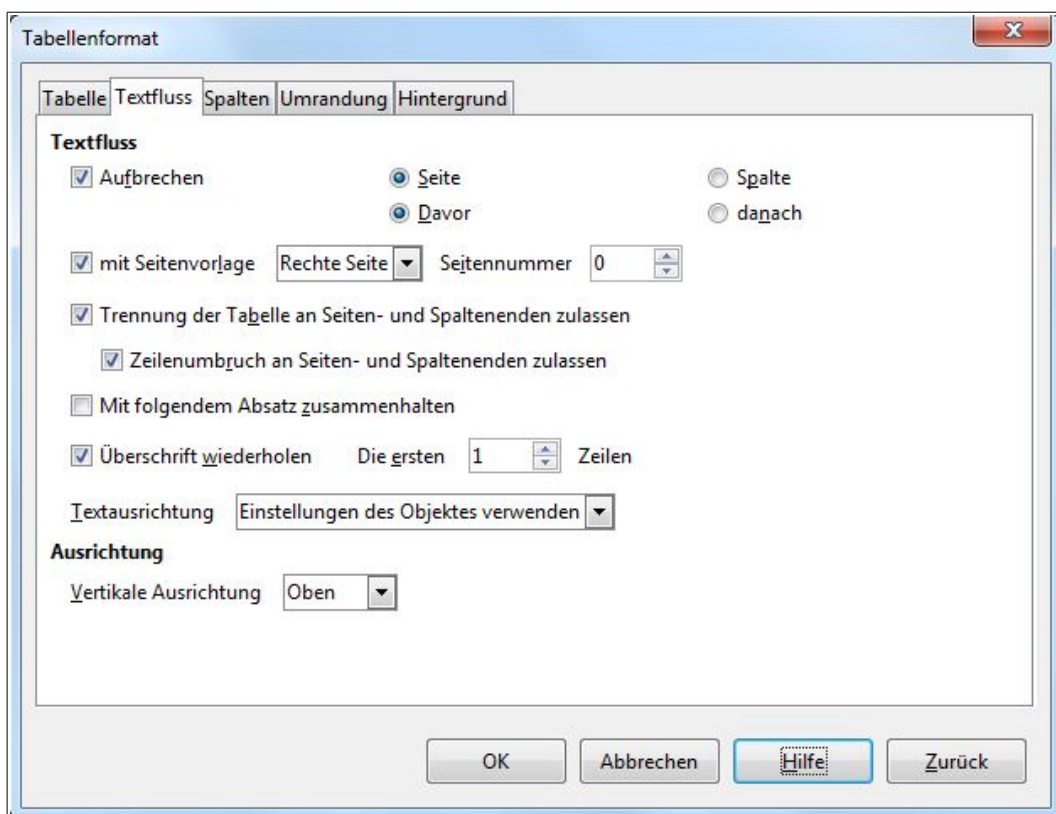 Tabellenformat
Tabelle Textfluss Spalten Umrandung Hintergrund
Textfluss
Aufbrechen Seite Spalte
Davor danach
mit Seitenvorlage Rechte Seite Seitennummer 0
Trennung der Tabelle an Seiten- und Spaltenenden zulassen
Zeilenumbruch an Seiten- und Spaltenenden zulassen
Mit folgendem Absatz zusammenhalten
Überschrift wiederholen Die ersten 1 Zeilen
Textausrichtung Einstellungen des Objektes verwenden
Ausrichtung
Vertikale Ausrichtung Oben
OK Abbrechen Hilfe Zurück